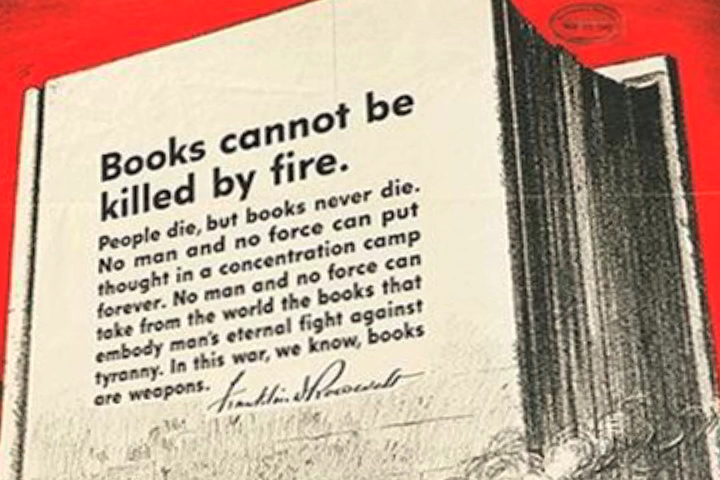 Books cannot be
killed by fire.
People die, but books never die.
No man and no force can put
thought in a concentration camp
forever. No man and no force can
take from the world the books that
embody man's eternal fight against
tyranny. In this war, we know, books
are weapons. Franklin D Roosevelt